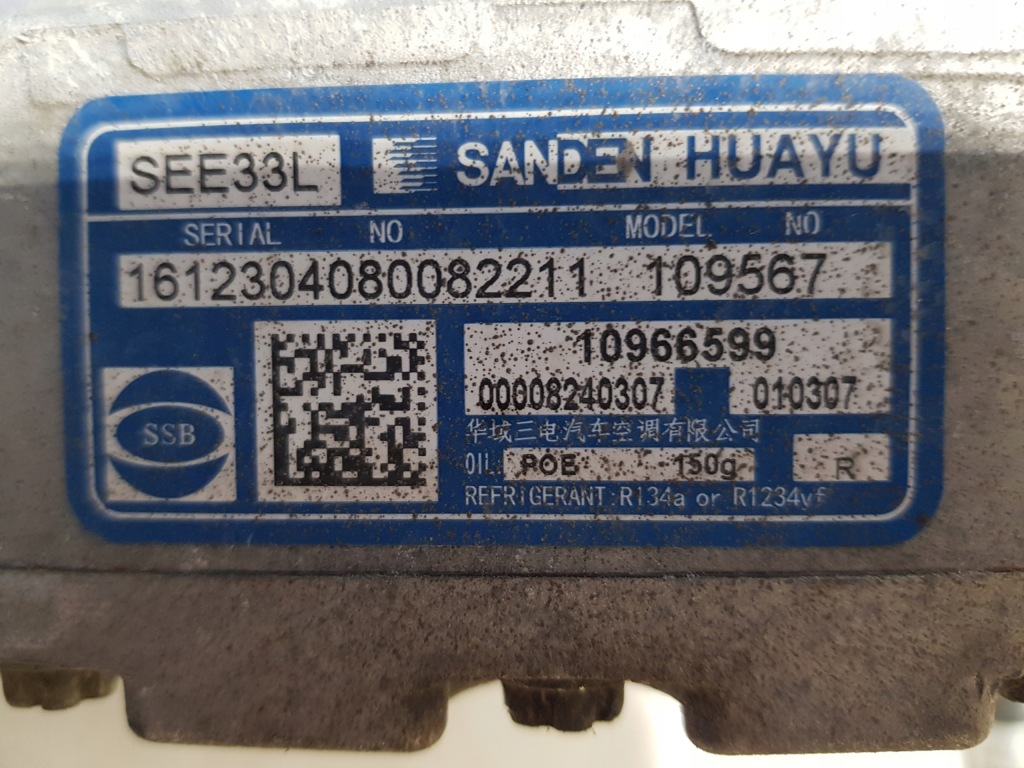 SEE33L SANDEN HUAYU
SERIAL NO MODEL NO
1612304080082211 109567
10966599
00008240307 010307
SSB
华域三电汽车空调有限公司
OIL: POE 150g R
REFRIGERANT:R134a or R1234yf